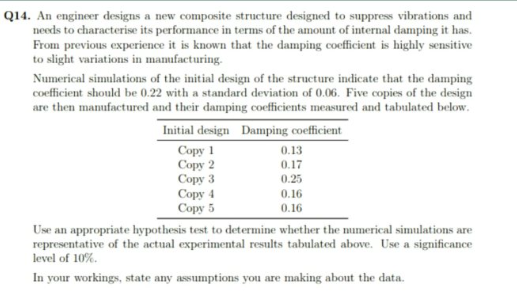 Q14. An engineer designs a new composite structure designed to suppress vibrations and
needs to characterise its performance in terms of the amount of internal damping it has.
From previous experience it is known that the damping coefficient is highly sensitive
to slight variations in manufacturing.
Numerical simulations of the initial design of the structure indicate that the damping
coefficient should be 0.22 with a standard deviation of 0.06. Five copies of the design
are then manufactured and their damping coefficients measured and tabulated below.
Initial design Damping coefficient
Copy 1 0.13
Copy 2 0.17
Copy 3 0.25
Copy 4 0.16
Copy 5 0.16
Use an appropriate hypothesis test to determine whether the numerical simulations are
representative of the actual experimental results tabulated above. Use a significance
level of 10%.
In your workings, state any assumptions you are making about the data.